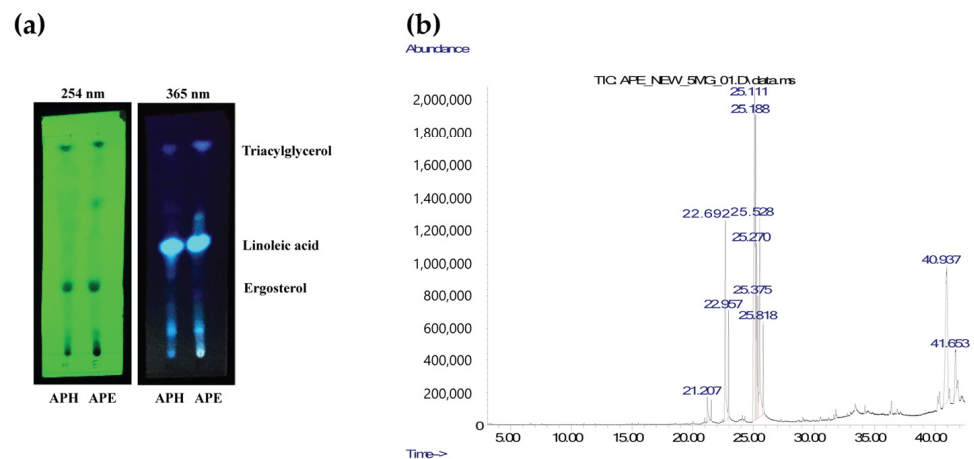 (a)
254 nm 365 nm
Triacylglycerol
Linoleic acid
Ergosterol
H E
APH APE APH APE
(b)
Abundance
TIC: APE_NEW_5MG_01.D\data.ms
25.111
2,000,000
25.188
1,800,000
1,600,000
1,400,000
22.692 25.528
1,200,000
25.270
1,000,000
40.937
800,000
25.375
22.957
25.818
600,000
41.653
400,000
21.207
200,000
0
5.00 10.00 15.00 20.00 25.00 30.00 35.00 40.00
Time-->